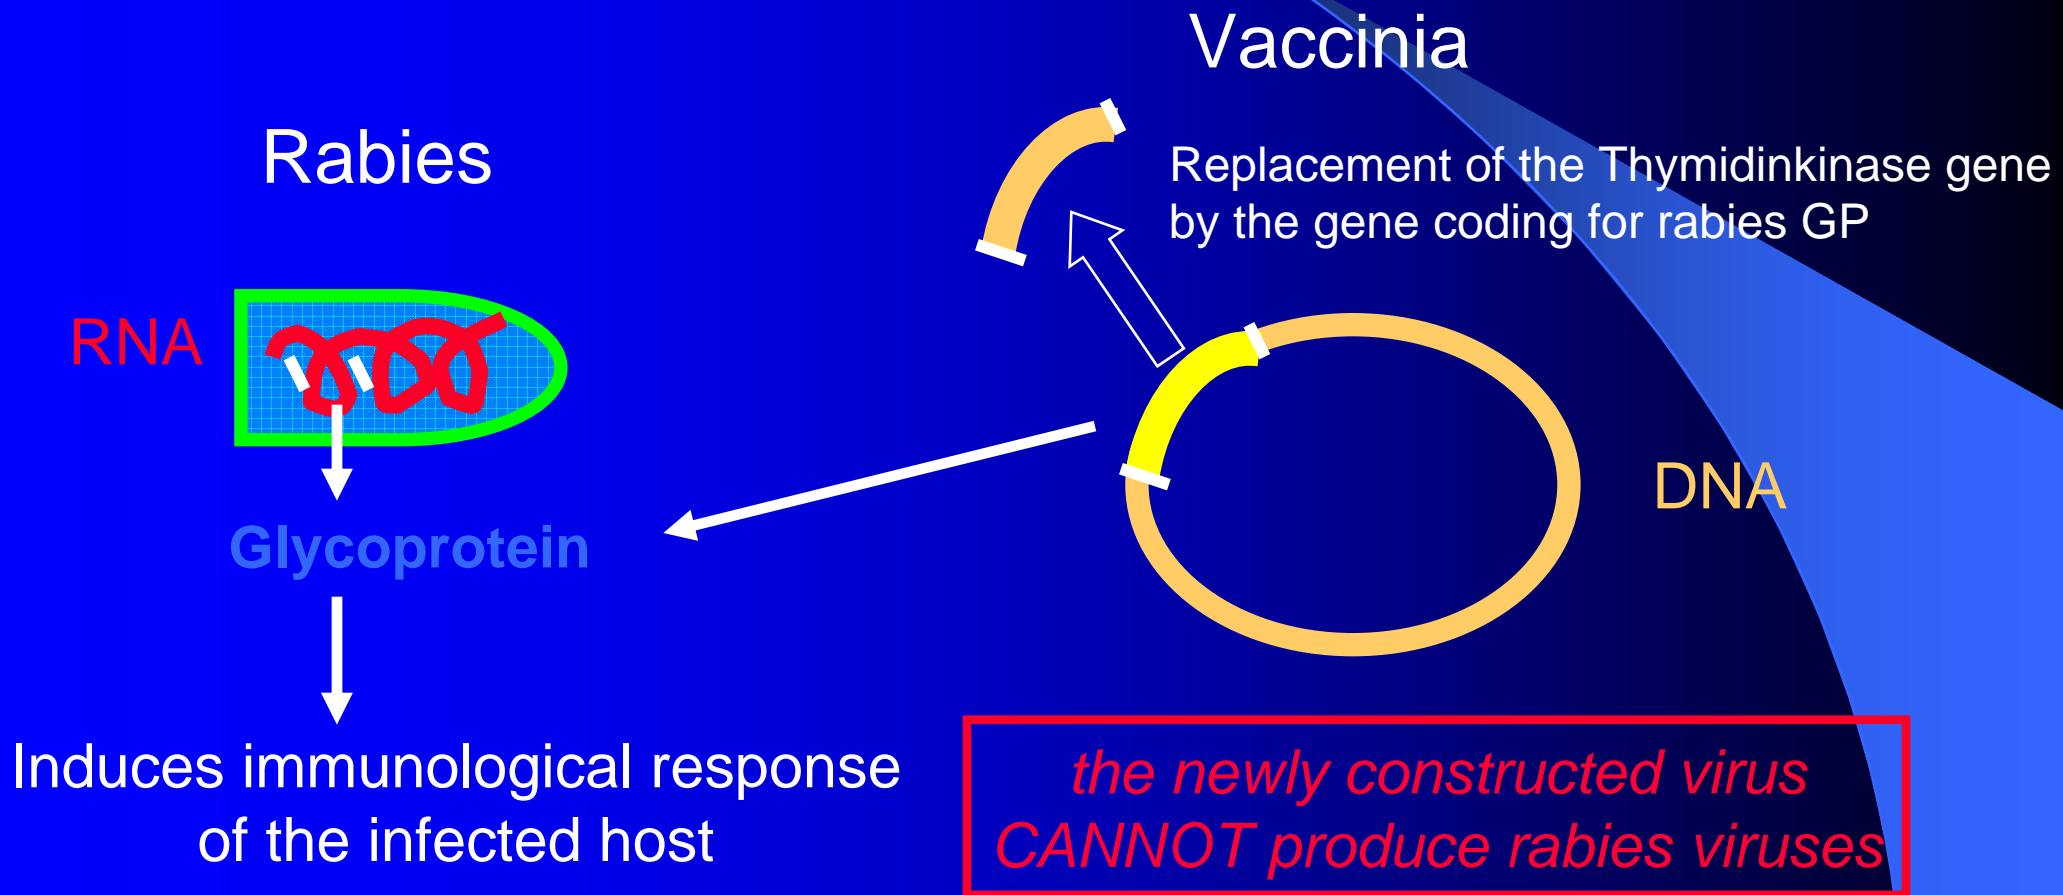 Vaccinia
Rabies
Replacement of the Thymidinkinase gene
by the gene coding for rabies GP
RNA
DNA
Glycoprotein
Induces immunological response
of the infected host
the newly constructed virus
CANNOT produce rabies viruses